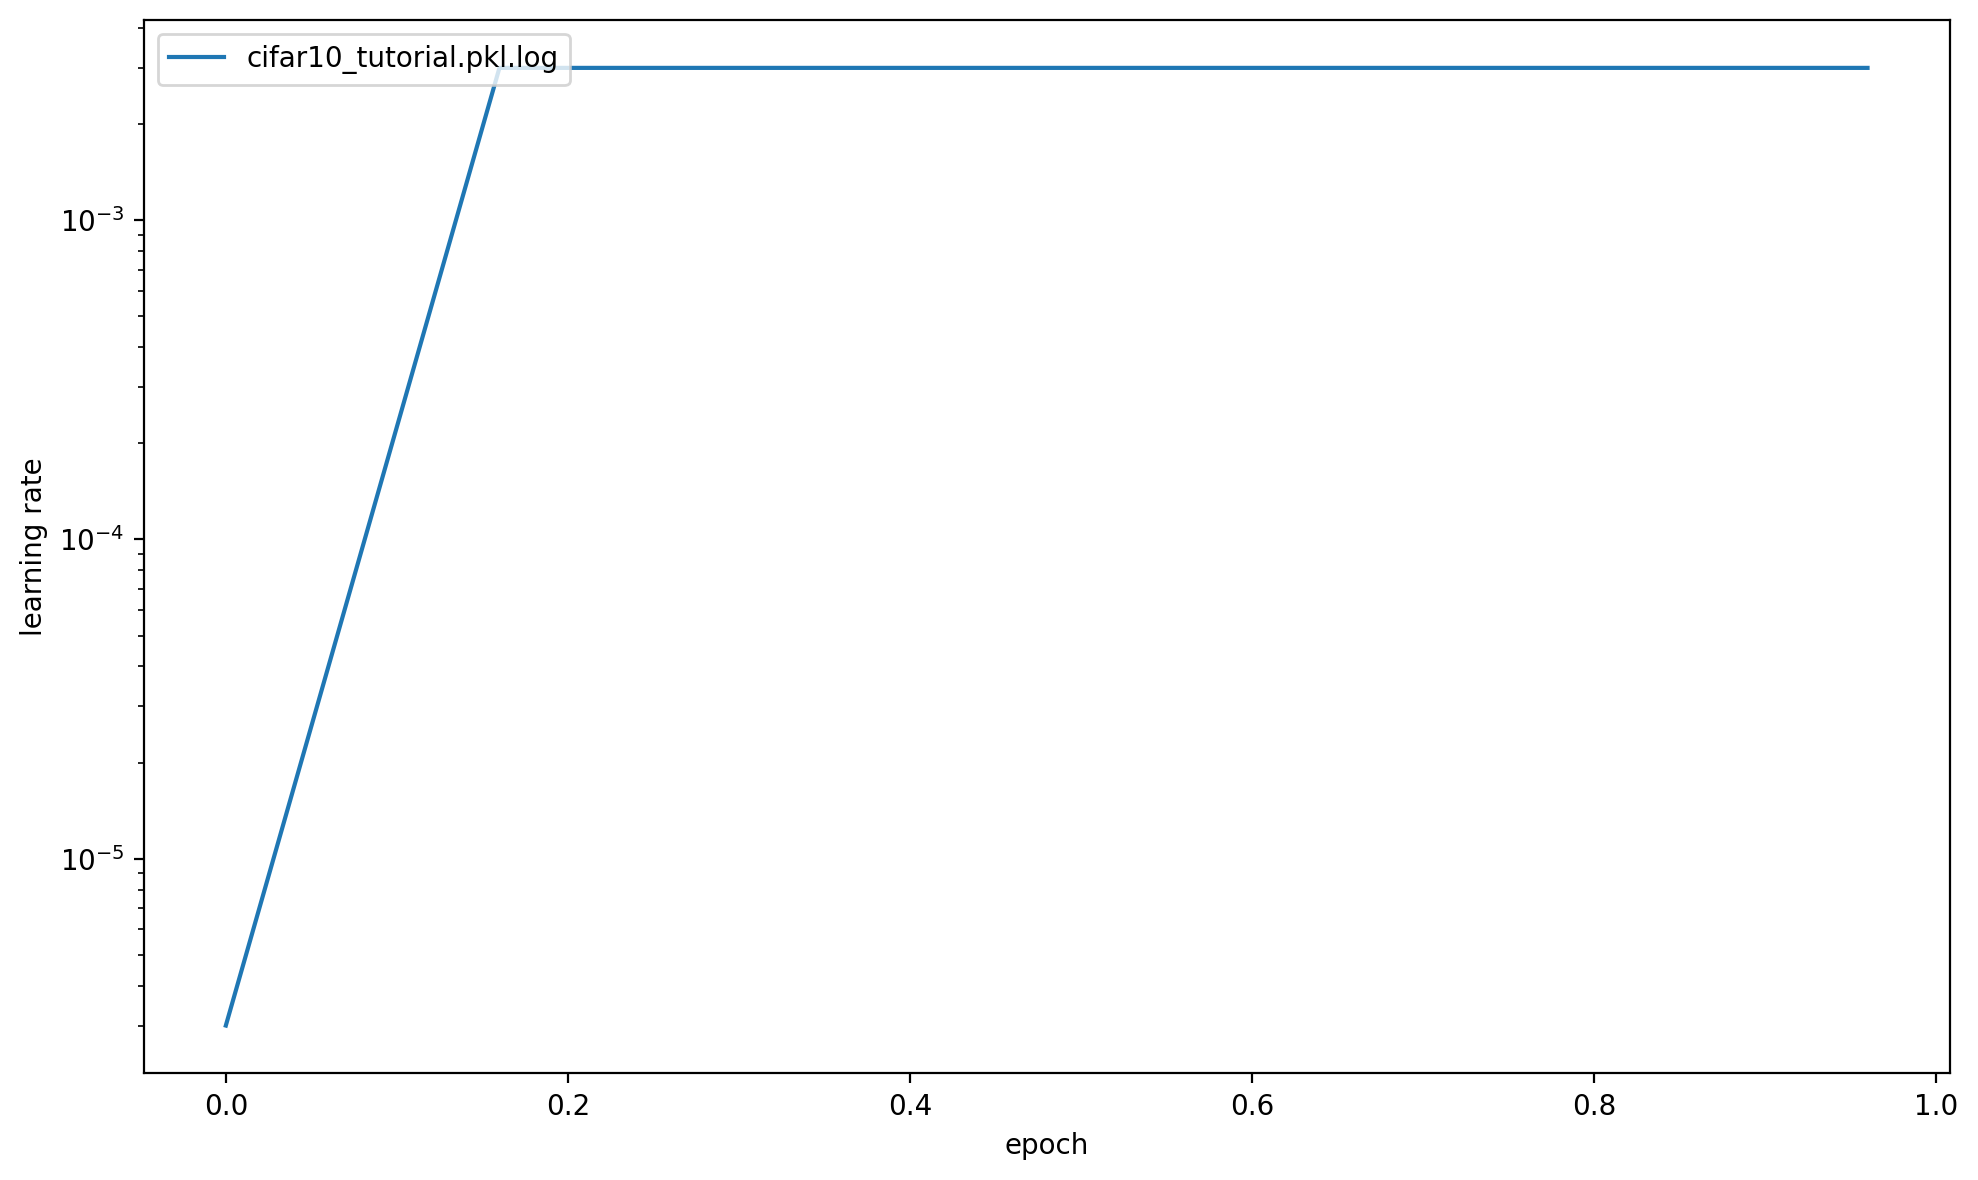 cifar10_tutorial.pkl.log
10⁻³
10⁻⁴
10⁻⁵
learning rate
0.0 0.2 0.4 0.6 0.8 1.0
epoch